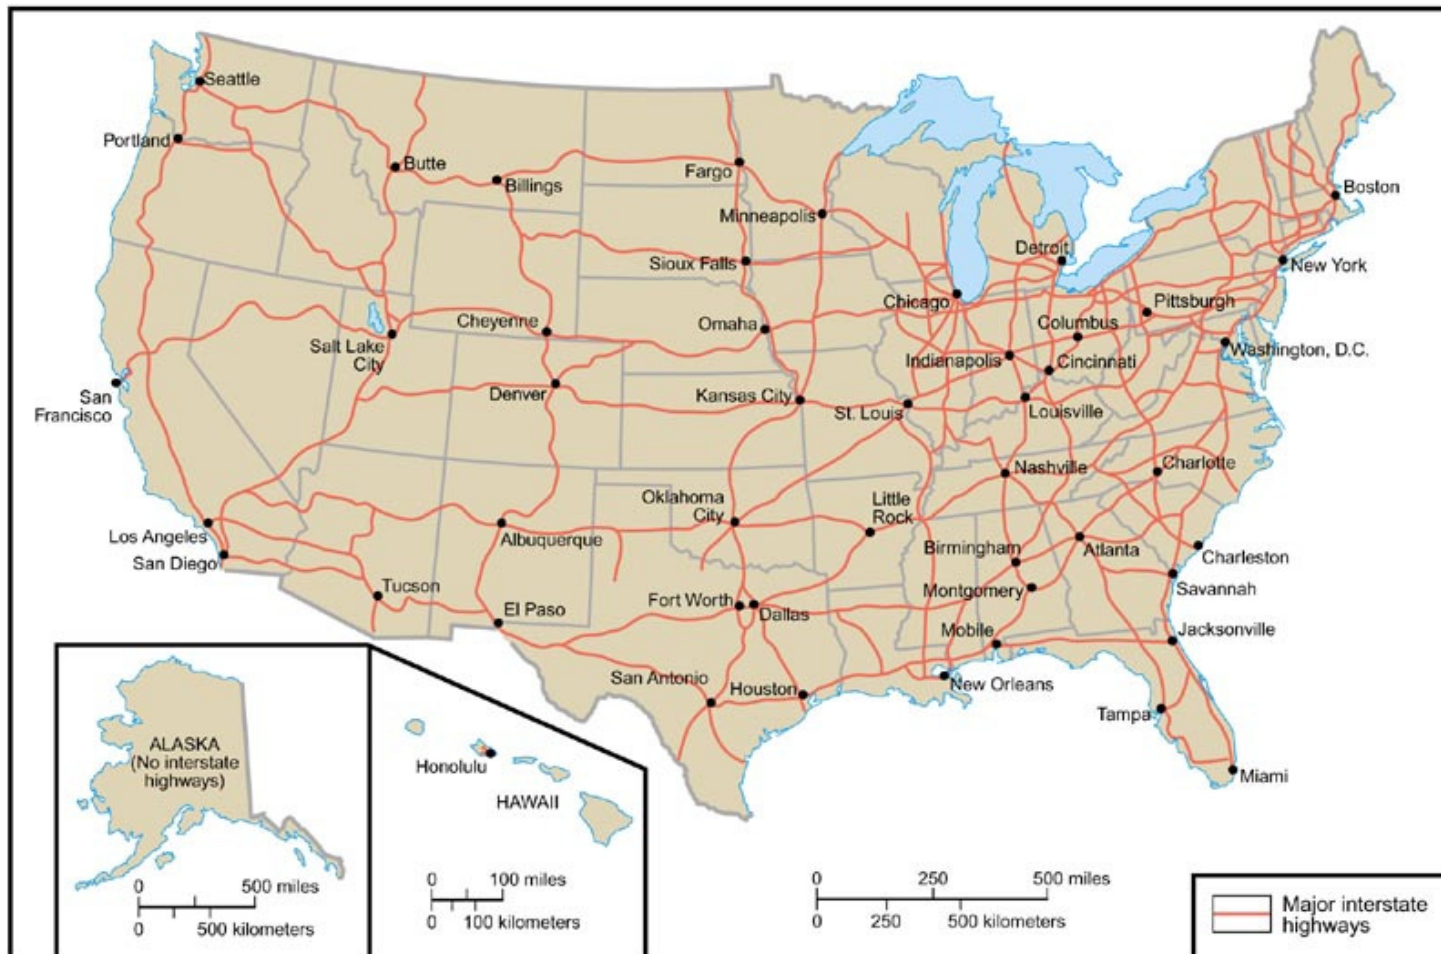 Seattle
Portland
Butte
Billings
Fargo
Minneapolis
Sioux Falls
Boston
Detroit
New York
Chicago
Pittsburgh
Columbus
Cheyenne
Omaha
Salt Lake
City
Indianapolis
Cincinnati
Washington, D.C.
San
Francisco
Denver
Kansas City
St. Louis
Louisville
Nashville
Charlotte
Oklahoma
City
Little
Rock
Los Angeles
Albuquerque
Birmingham
Atlanta
Charleston
San Diego
Tucson
Montgomery
Savannah
El Paso
Fort Worth
Dallas
Mobile
Jacksonville
San Antonio
Houston
New Orleans
Tampa
Miami
ALASKA
(No interstate
highways)
0 500 miles
0 500 kilometers
Honolulu
HAWAII
0 100 miles
0 100 kilometers
0 250 500 miles
0 250 500 kilometers
Major interstate
highways